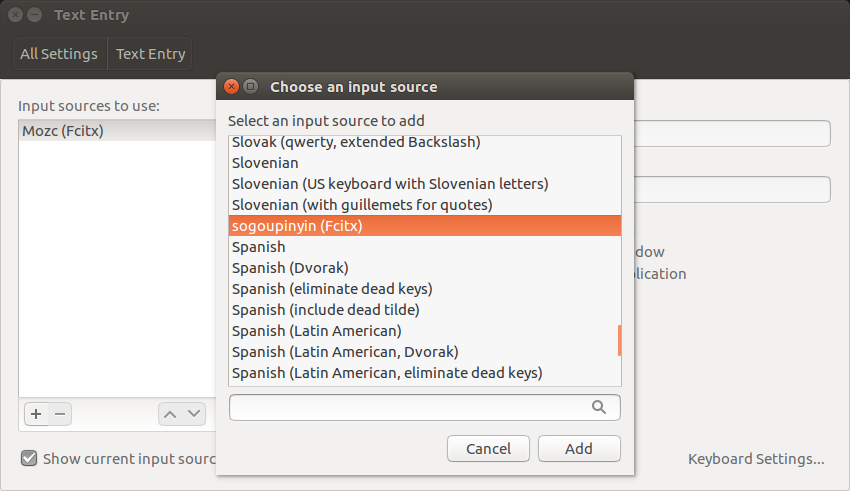 Text Entry
All Settings
Text Entry
Input sources to use:
Mozc (Fcitx)
Show current input sourc
Choose an input source
Select an input source to add
Slovak (qwerty, extended Backslash)
Slovenian
Slovenian (US keyboard with Slovenian letters)
Slovenian (with guillemets for quotes)
sogoupinyin (Fcitx)
Spanish
Spanish (Dvorak)
Spanish (eliminate dead keys)
Spanish (include dead tilde)
Spanish (Latin American)
Spanish (Latin American, Dvorak)
Spanish (Latin American, eliminate dead keys)
Cancel
Add
dow
lication
Keyboard Settings...